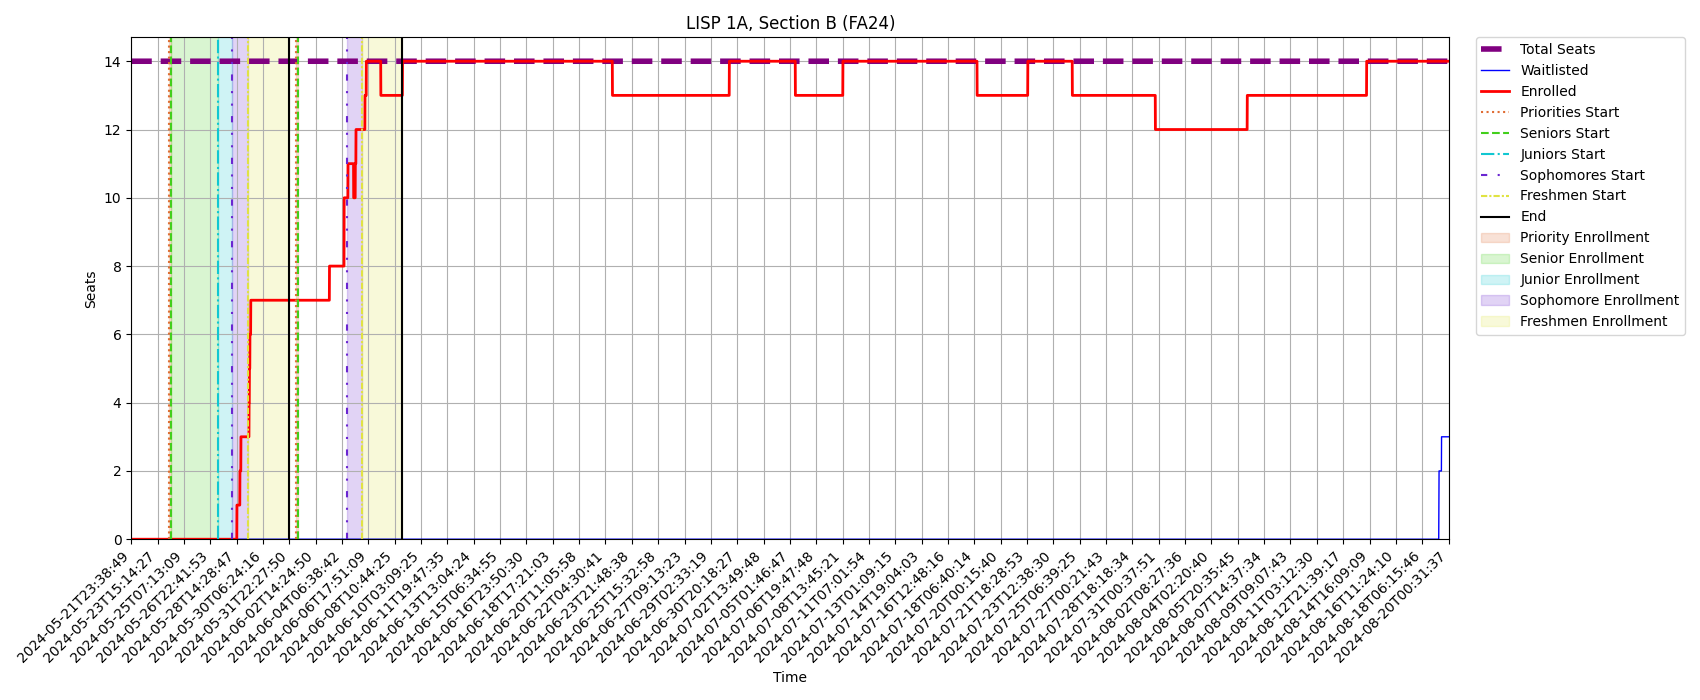 LISP 1A, Section B (FA24)
Total Seats
Waitlisted
Enrolled
Priorities Start
Seniors Start
Juniors Start
Sophomores Start
Freshmen Start
End
Priority Enrollment
Senior Enrollment
Junior Enrollment
Sophomore Enrollment
Freshmen Enrollment
Seats
14
12
10
8
6
4
2
0
2024-05-21T23:38:49
2024-05-23T15:14:27
2024-05-25T07:13:09
2024-05-26T22:41:53
2024-05-28T14:28:47
2024-05-30T06:24:16
2024-05-31T22:27:50
2024-06-02T14:24:50
2024-06-04T06:38:42
2024-06-06T17:51:09
2024-06-08T10:44:25
2024-06-10T03:09:25
2024-06-11T19:47:35
2024-06-13T13:04:24
2024-06-15T06:34:55
2024-06-16T23:50:30
2024-06-18T17:21:03
2024-06-20T11:05:58
2024-06-22T04:30:41
2024-06-23T21:48:38
2024-06-25T15:32:58
2024-06-27T09:13:23
2024-06-29T02:33:19
2024-06-30T20:18:27
2024-07-02T13:49:48
2024-07-05T01:46:47
2024-07-06T19:47:48
2024-07-08T13:45:21
2024-07-11T07:01:54
2024-07-13T01:09:15
2024-07-14T19:04:03
2024-07-16T12:48:16
2024-07-18T06:40:14
2024-07-20T00:15:40
2024-07-21T18:28:53
2024-07-23T12:38:30
2024-07-25T06:39:25
2024-07-27T00:21:43
2024-07-28T18:18:34
2024-07-31T00:37:51
2024-08-02T08:27:36
2024-08-04T02:20:40
2024-08-05T20:35:45
2024-08-07T14:37:34
2024-08-09T09:07:43
2024-08-11T03:12:30
2024-08-12T21:39:17
2024-08-14T16:09:09
2024-08-16T11:24:10
2024-08-18T06:15:46
2024-08-20T00:31:37
Time